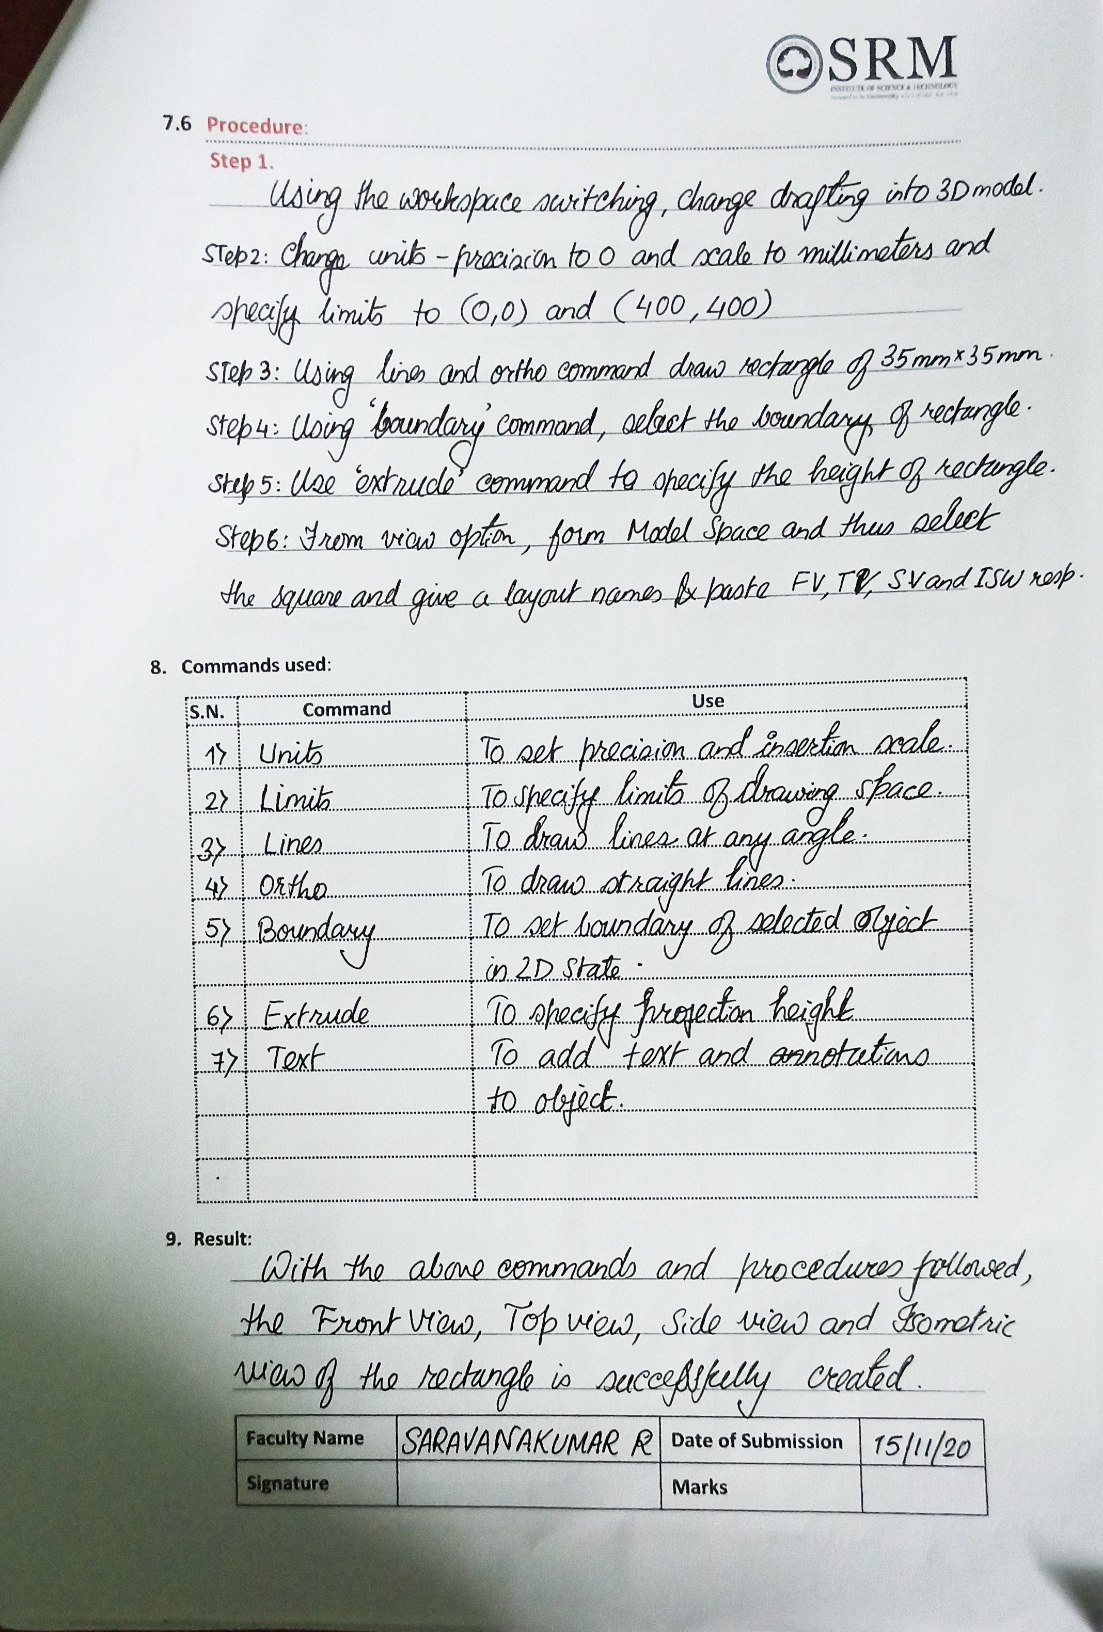 SRM
INSTITUTE OF SCIENCE & TECHNOLOGY
7.6 Procedure:
Step 1.
Using the workspace switching, change drafting into 3D model.
Step2: Change units - precision to 0 and scale to millimeters and
specify limits to (0,0) and (400,400)
Step 3: Using lines and ortho command draw rectangle of 35mm×35mm.
Step4: Using 'boundary' command, select the boundary of rectangle.
Step5: Use 'extrude' command to specify the height of rectangle.
Step6: From view option, form Model Space and thus select
the square and give a layout names & paste FV, TV, SV and ISW resp.
8. Commands used:
S.N. Command Use
1> Units To set precision and insertion scale.
2> Limits To specify limits of drawing space.
3> Lines To draw lines at any angle.
4> Ortho To draw straight lines.
5> Boundary To set boundary of selected object
in 2D State.
6> Extrude To specify projection height
7> Text To add text and annotations
to object.
9. Result:
With the above commands and procedures followed,
the Front View, Top view, Side view and Isometric
view of the rectangle is successfully created.
Faculty Name SARAVANAKUMAR R Date of Submission 15/11/20
Signature Marks